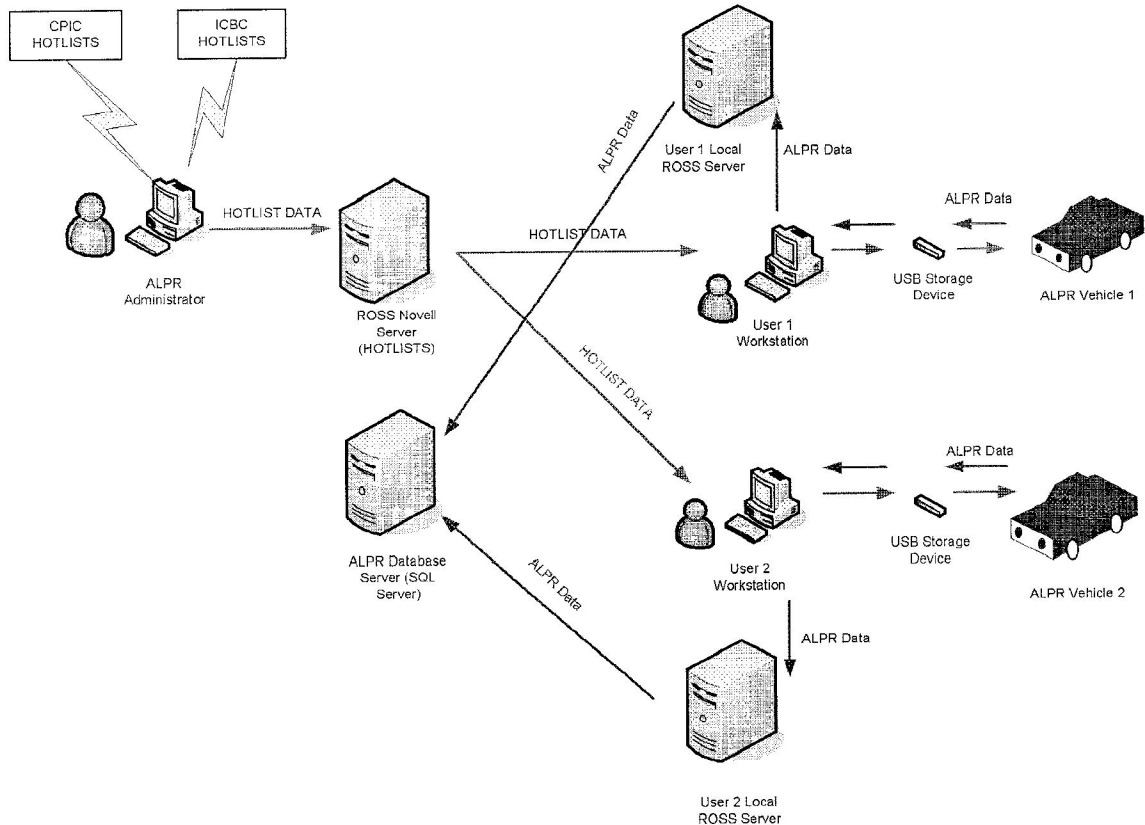 CPIC
HOTLISTS
ICBC
HOTLISTS
ALPR
Administrator
HOTLIST DATA
ROSS Novell
Server
(HOTLISTS)
ALPR Data
User 1 Local
ROSS Server
ALPR Data
HOTLIST DATA
User 1
Workstation
ALPR Data
USB Storage
Device
ALPR Vehicle 1
HOTLIST DATA
ALPR Database
Server (SQL
Server)
ALPR Data
User 2
Workstation
ALPR Data
USB Storage
Device
ALPR Vehicle 2
ALPR Data
User 2 Local
ROSS Server